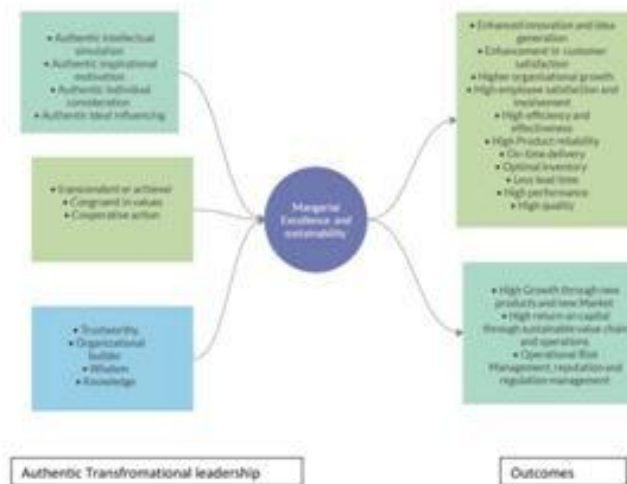 • Authentic intellectual
simulation
• Authentic inspirational
motivation
• Authentic individual
consideration
• Authentic Ideal Influencing
• transcendent or achiever
• Congruent in values
• Cooperative action
• Trustworthy
• Organizational
builder
• Wisdom
• Knowledge
Mangerial
Excellence and
sustainability
• Enhanced innovation and idea
generation
• Enhancement in customer
satisfaction
• Higher organisational growth
• High employee satisfaction and
involvement
• High efficiency and
effectiveness
• High Product reliability
• On-time delivery
• Optimal inventory
• Less lead time
• High performance
• High quality
• High Growth through new
products and new Market
• High return on capital
through sustainable value chain
and operations
• Operational Risk
Management, reputation and
regulation management
Authentic Transfromational leadership
Outcomes